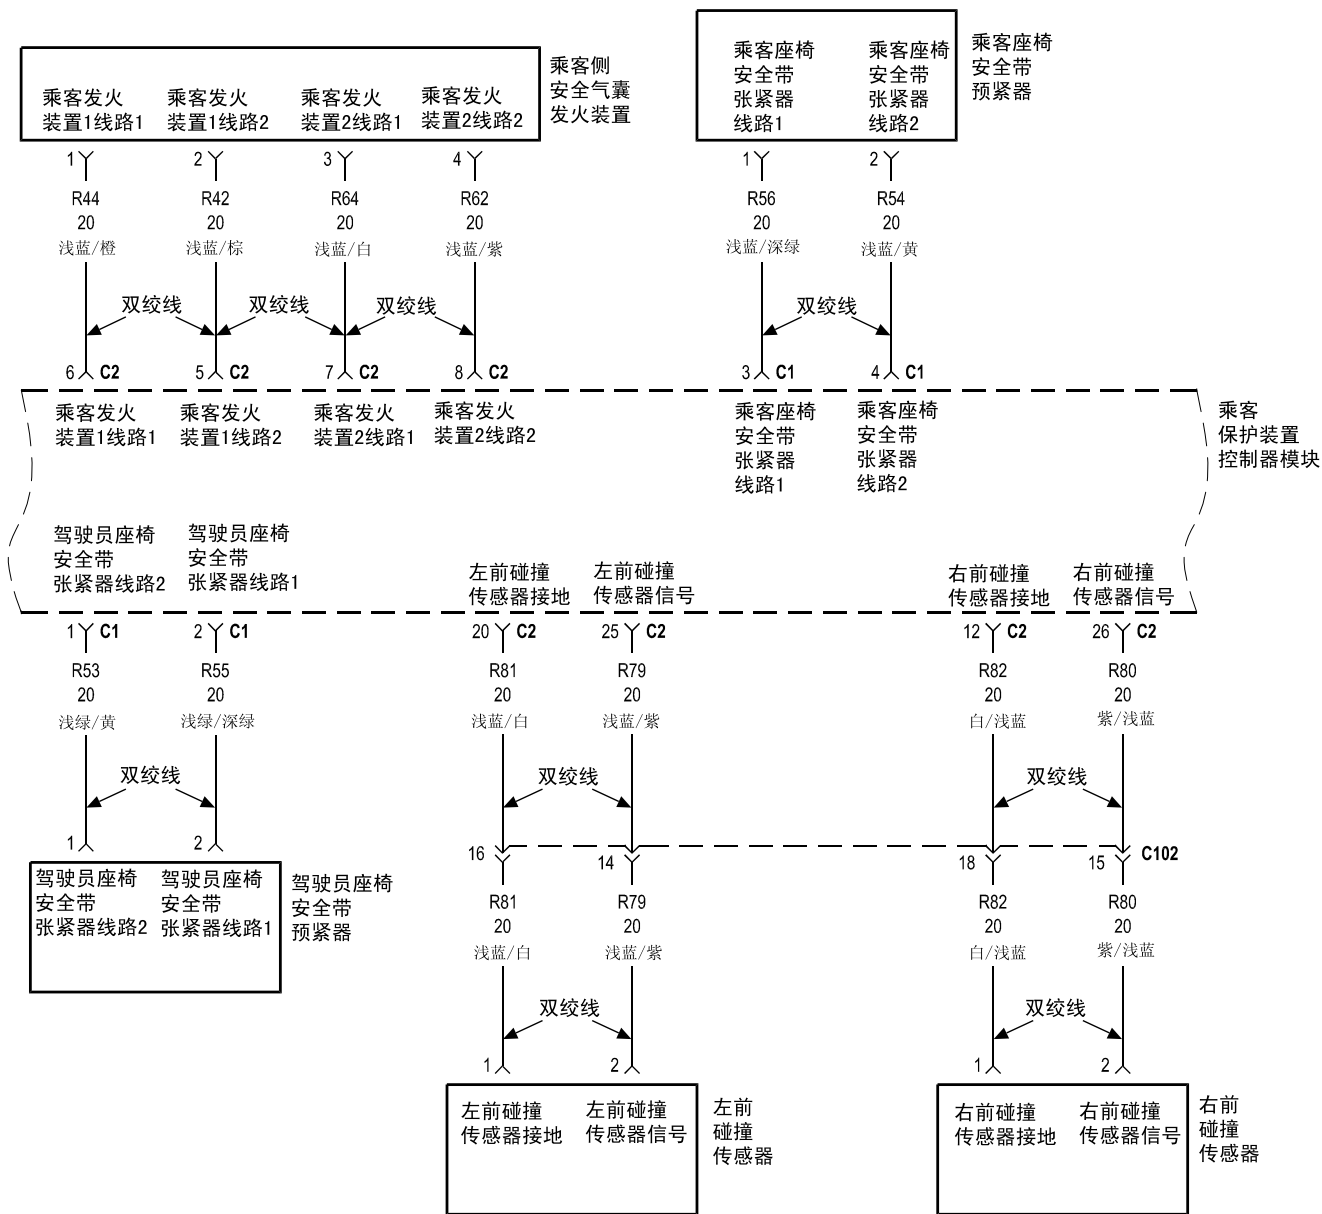 乘客发火
装置1线路1
乘客发火
装置1线路2
乘客发火
装置2线路1
乘客发火
装置2线路2
乘客侧
安全气囊
发火装置
乘客座椅
安全带
张紧器
线路1
乘客座椅
安全带
张紧器
线路2
乘客座椅
安全带
预紧器
1
2
3
4
1
2
R44
20
浅蓝/橙
R42
20
浅蓝/棕
R64
20
浅蓝/白
R62
20
浅蓝/紫
R56
20
浅蓝/深绿
R54
20
浅蓝/黄
双绞线
双绞线
双绞线
双绞线
6 C2
5 C2
7 C2
8 C2
3 C1
4 C1
乘客发火
装置1线路1
乘客发火
装置1线路2
乘客发火
装置2线路1
乘客发火
装置2线路2
乘客座椅
安全带
张紧器
线路1
乘客座椅
安全带
张紧器
线路2
乘客
保护装置
控制器模块
驾驶员座椅
安全带
张紧器线路2
驾驶员座椅
安全带
张紧器线路1
左前碰撞
传感器接地
左前碰撞
传感器信号
右前碰撞
传感器接地
右前碰撞
传感器信号
1 C1
2 C1
20 C2
25 C2
12 C2
26 C2
R53
20
浅绿/黄
R55
20
浅绿/深绿
R81
20
浅蓝/白
R79
20
浅蓝/紫
R82
20
白/浅蓝
R80
20
紫/浅蓝
双绞线
双绞线
双绞线
1
2
16
14
18
15
C102
驾驶员座椅
安全带
张紧器线路2
驾驶员座椅
安全带
张紧器线路1
驾驶员座椅
安全带
预紧器
R81
20
浅蓝/白
R79
20
浅蓝/紫
R82
20
白/浅蓝
R80
20
紫/浅蓝
双绞线
双绞线
1
2
1
2
左前碰撞
传感器接地
左前碰撞
传感器信号
左前
碰撞
传感器
右前碰撞
传感器接地
右前碰撞
传感器信号
右前
碰撞
传感器